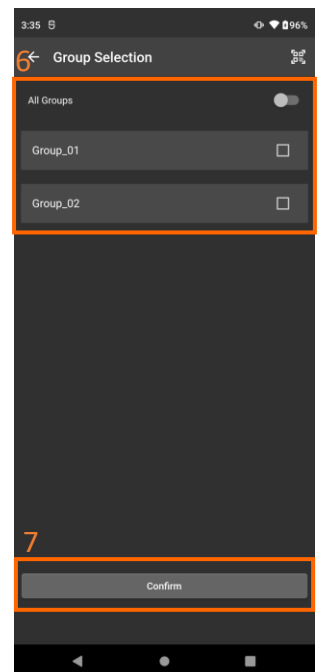 3:35 96%
6 Group Selection
All Groups
Group_01
Group_02
7
Confirm